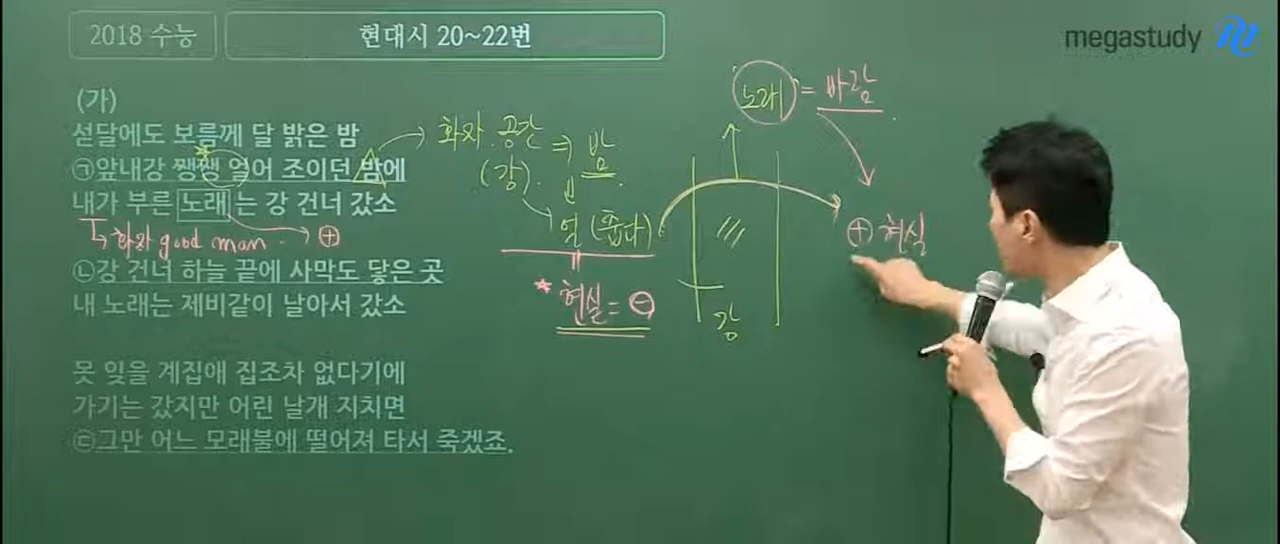 2018 수능
현대시 20~22번
megastudy
(가)
섣달에도 보름께 달 밝은 밤
㉠앞내강 쨍쨍 얼어 조이던 밤에
내가 부른 노래는 강 건너 갔소
화자 good man. ⊕
㉡강 건너 하늘 끝에 사막도 닿은 곳
내 노래는 제비같이 날아서 갔소
못 잊을 계집애 집조차 없다기에
가기는 갔지만 어린 날개 지치면
㉢그만 어느 모래불에 떨어져 타서 죽겠죠.
화자 공간 ⇒ 밤
(강).
얼 (춥다)
* 현실 = ⊖
노래 = 바람
⊕ 현실
강